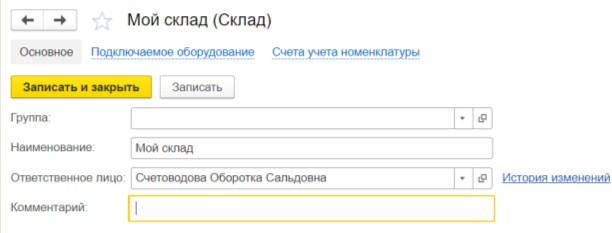 Мой склад (Склад)
Основное Подключаемое оборудование Счета учета номенклатуры
Записать и закрыть Записать
Группа:
Наименование: Мой склад
Ответственное лицо: Счетоводова Оборотка Сальдовна История изменений
Комментарий: